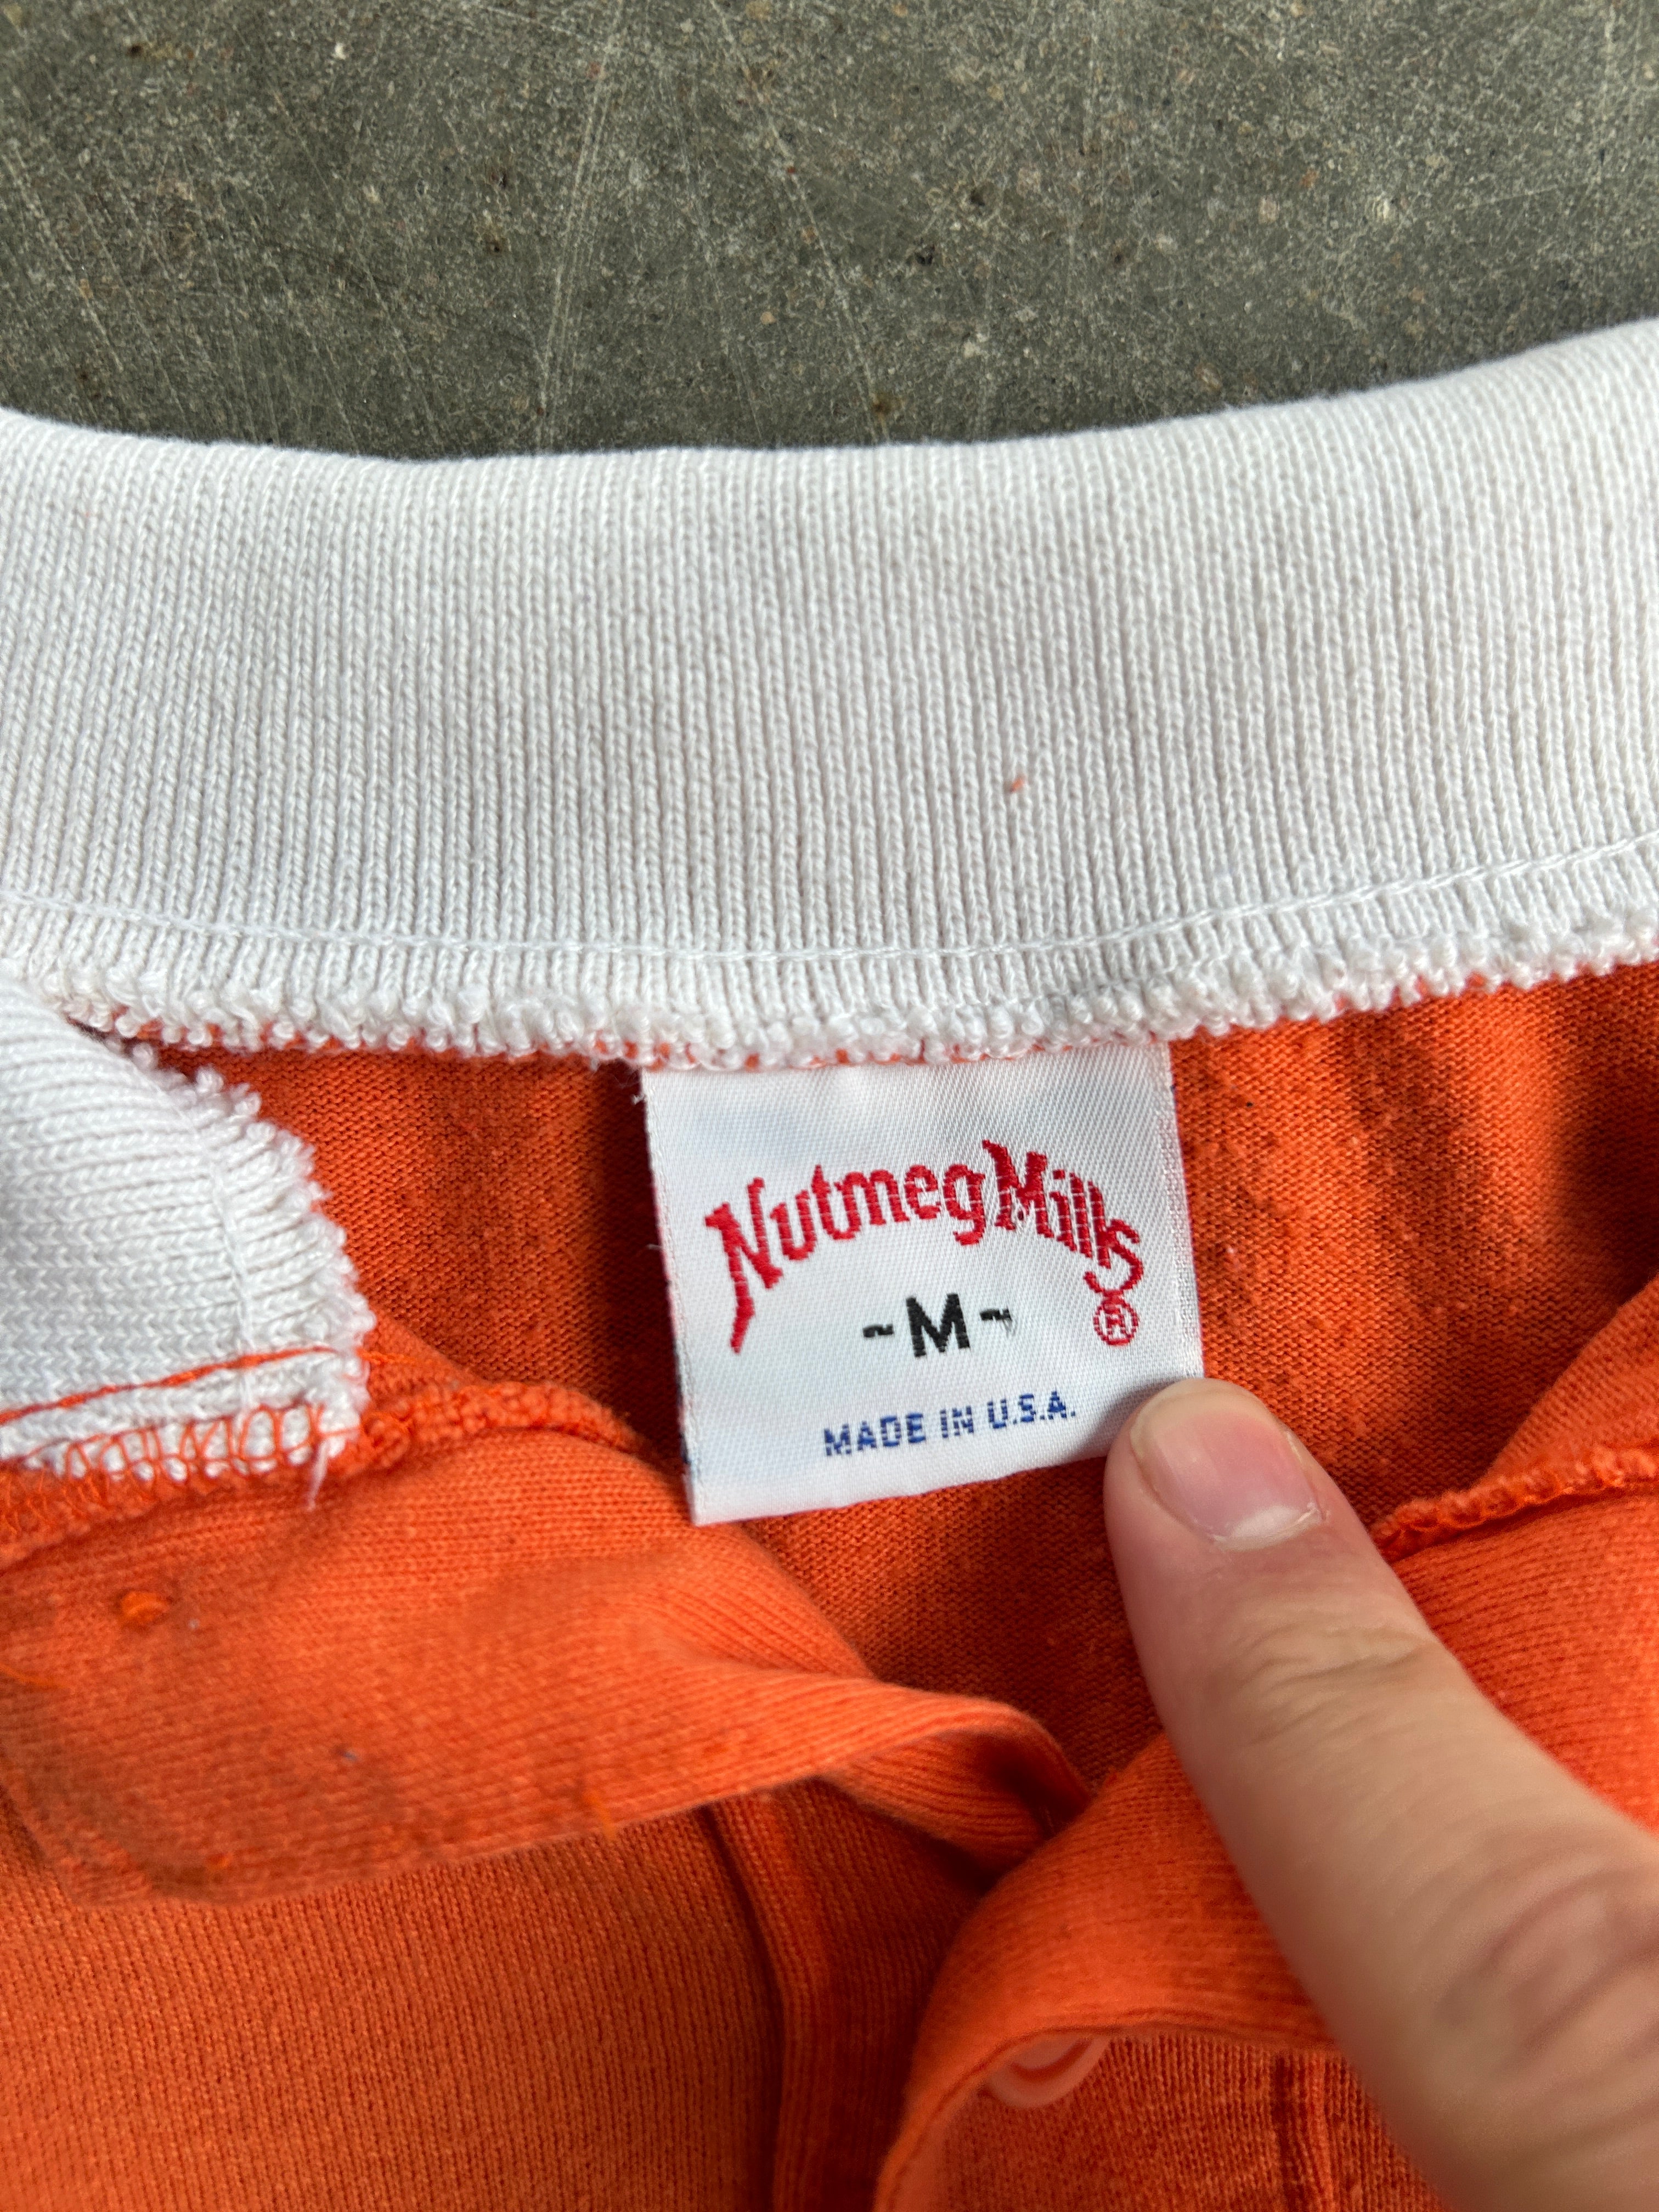 Nutmeg Mills
®
~M~
MADE IN U.S.A.